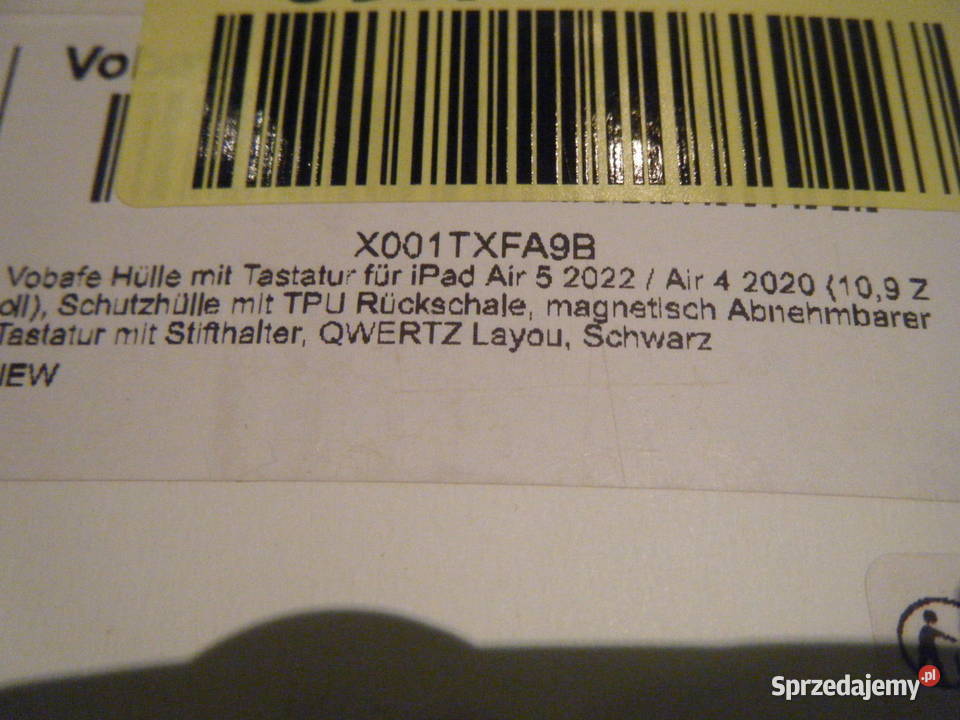 Vo
X001TXFA9B
Vobafe Hülle mit Tastatur für iPad Air 5 2022 / Air 4 2020 (10,9 Z
oll), Schutzhülle mit TPU Rückschale, magnetisch Abnehmbarer
Tastatur mit Stifthalter, QWERTZ Layou, Schwarz
NEW
Sprzedajemy.pl